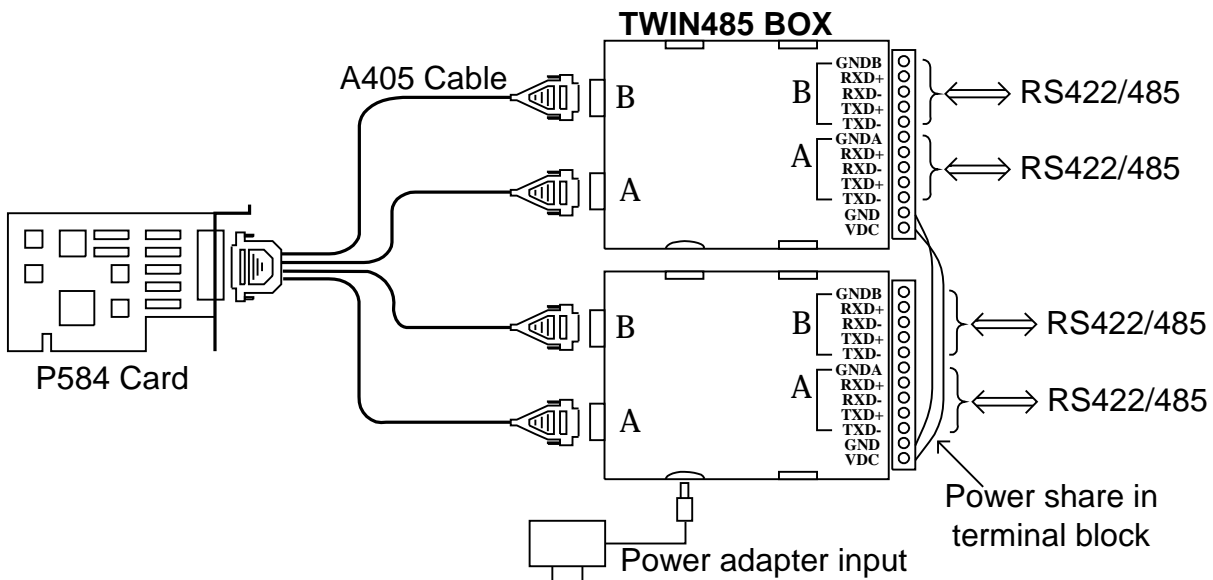 TWIN485 BOX
A405 Cable
B
A
B
GNDB
RXD+
RXD-
TXD+
TXD-
A
GNDA
RXD+
RXD-
TXD+
TXD-
GND
VDC
RS422/485
RS422/485
P584 Card
B
A
B
GNDB
RXD+
RXD-
TXD+
TXD-
A
GNDA
RXD+
RXD-
TXD+
TXD-
GND
VDC
RS422/485
RS422/485
Power share in
terminal block
Power adapter input